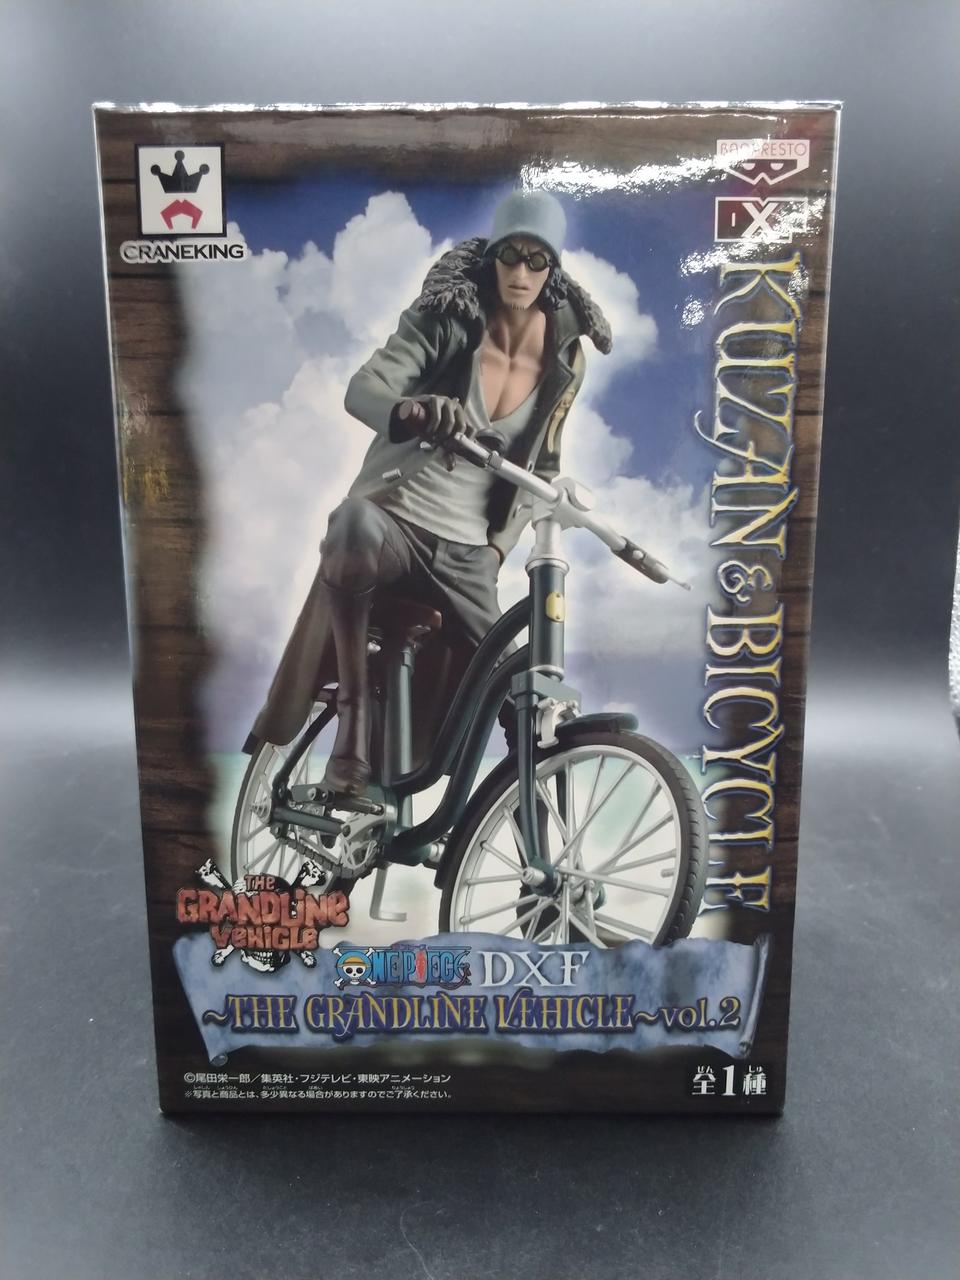 CRANEKING
BANPRESTO
DXF
KUZAN & BICYCLE
THE
GRANDLINE
VEHICLE
ONE PIECE DXF
~THE GRANDLINE VEHICLE~vol.2
©尾田栄一郎／集英社・フジテレビ・東映アニメーション
※写真と商品とは、多少異なる場合がありますのでご了承ください。
全1種